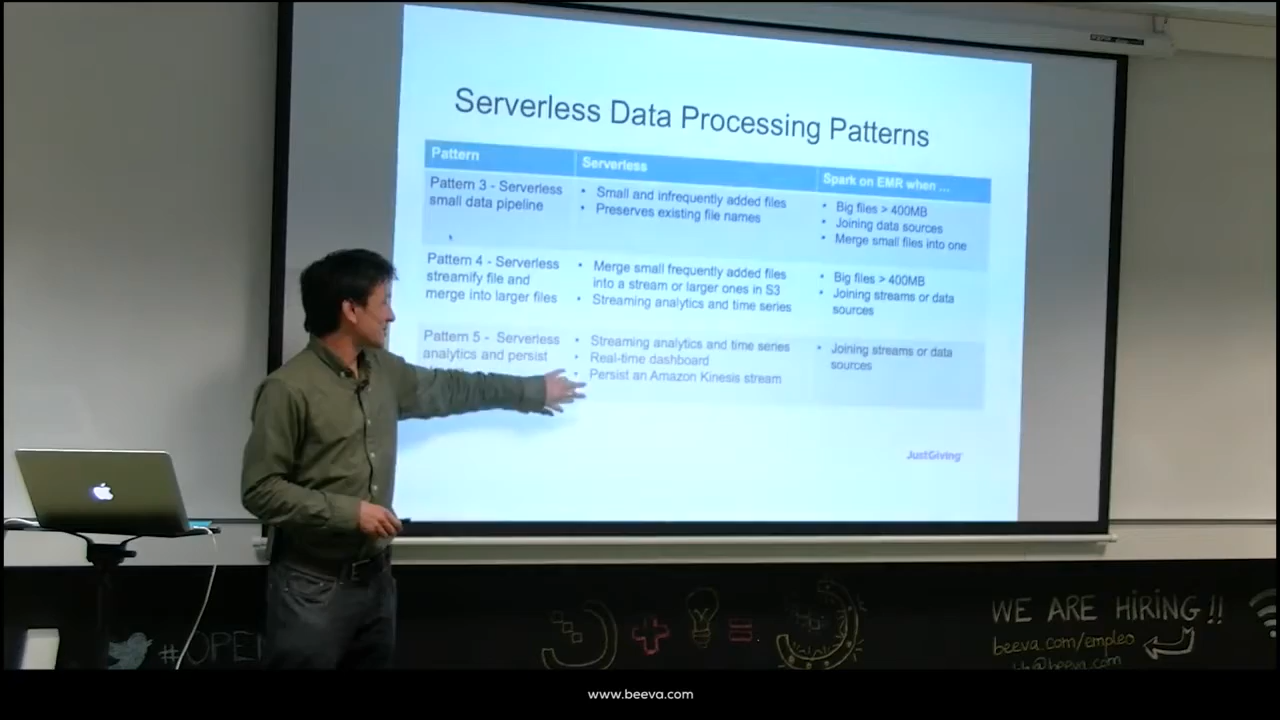 Serverless Data Processing Patterns
Pattern
Serverless
Spark on EMR when ...
Pattern 3 - Serverless
small data pipeline
• Small and infrequently added files
• Preserves existing file names
• Big files > 400MB
• Joining data sources
• Merge small files into one
Pattern 4 - Serverless
streamify file and
merge into larger files
• Merge small frequently added files
into a stream or larger ones in S3
• Streaming analytics and time series
• Big files > 400MB
• Joining streams or data
sources
Pattern 5 - Serverless
analytics and persist
• Streaming analytics and time series
• Real-time dashboard
• Persist an Amazon Kinesis stream
• Joining streams or data
sources
JustGiving
WE ARE HIRING !!
beeva.com/empleo
@beeva.com
#OPE
www.beeva.com